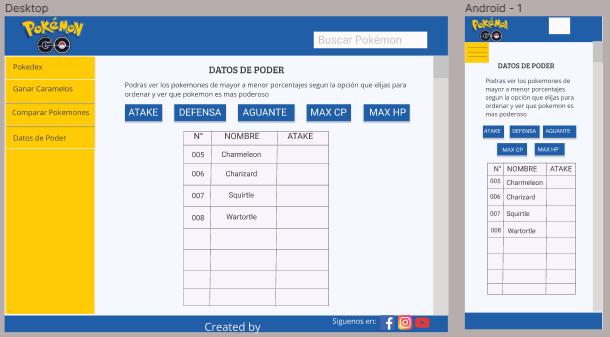 Desktop
Pokémon
GO
Buscar Pokémon
Pokedex
Ganar Caramelos
Comparar Pokemones
Datos de Poder
DATOS DE PODER
Podras ver los pokemones de mayor a menor porcentajes segun la opción que elijas para
ordenar y ver que pokemon es mas poderoso
ATAKE DEFENSA AGUANTE MAX CP MAX HP
N° NOMBRE ATAKE
005 Charmeleon
006 Charizard
007 Squirtle
008 Wartortle
Created by
Siguenos en:
Android - 1
Pokémon
GO
DATOS DE PODER
Podras ver los pokemones de
mayor a menor porcentajes
segun la opción que elijas para
ordenar y ver que pokemon es
mas poderoso
ATAKE DEFENSA AGUANTE
MAX CP MAX HP
N° NOMBRE ATAKE
005 Charmeleon
006 Charizard
007 Squirtle
008 Wartortle